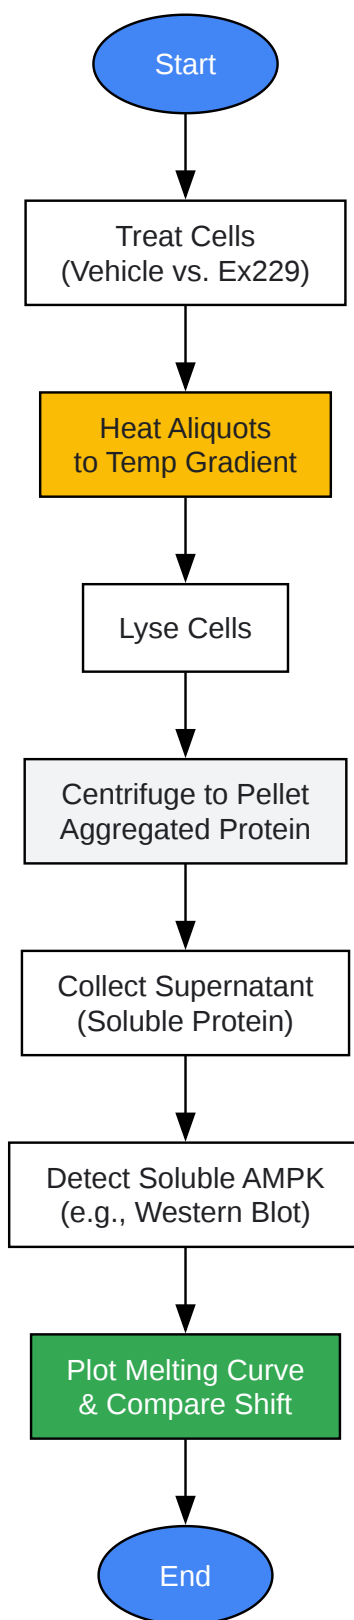 Start
Treat Cells
(Vehicle vs. Ex229)
Heat Aliquots
to Temp Gradient
Lyse Cells
Centrifuge to Pellet
Aggregated Protein
Collect Supernatant
(Soluble Protein)
Detect Soluble AMPK
(e.g., Western Blot)
Plot Melting Curve
& Compare Shift
End